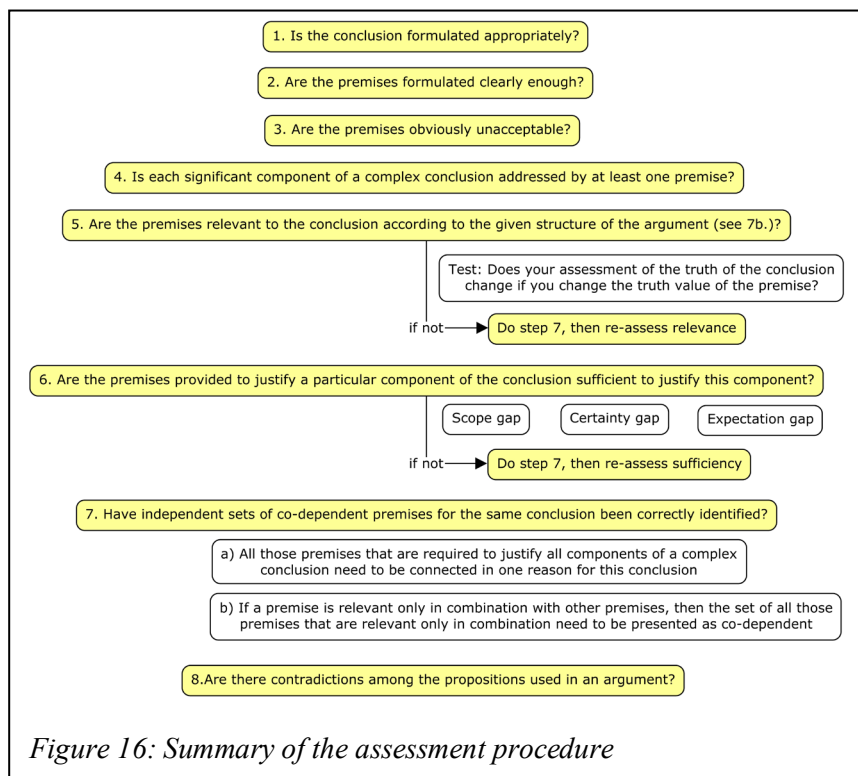 1. Is the conclusion formulated appropriately?
2. Are the premises formulated clearly enough?
3. Are the premises obviously unacceptable?
4. Is each significant component of a complex conclusion addressed by at least one premise?
5. Are the premises relevant to the conclusion according to the given structure of the argument (see 7b.)?
Test: Does your assessment of the truth of the conclusion
change if you change the truth value of the premise?
if not
Do step 7, then re-assess relevance
6. Are the premises provided to justify a particular component of the conclusion sufficient to justify this component?
Scope gap
Certainty gap
Expectation gap
if not
Do step 7, then re-assess sufficiency
7. Have independent sets of co-dependent premises for the same conclusion been correctly identified?
a) All those premises that are required to justify all components of a complex
conclusion need to be connected in one reason for this conclusion
b) If a premise is relevant only in combination with other premises, then the set of all those
premises that are relevant only in combination need to be presented as co-dependent
8.Are there contradictions among the propositions used in an argument?
Figure 16: Summary of the assessment procedure